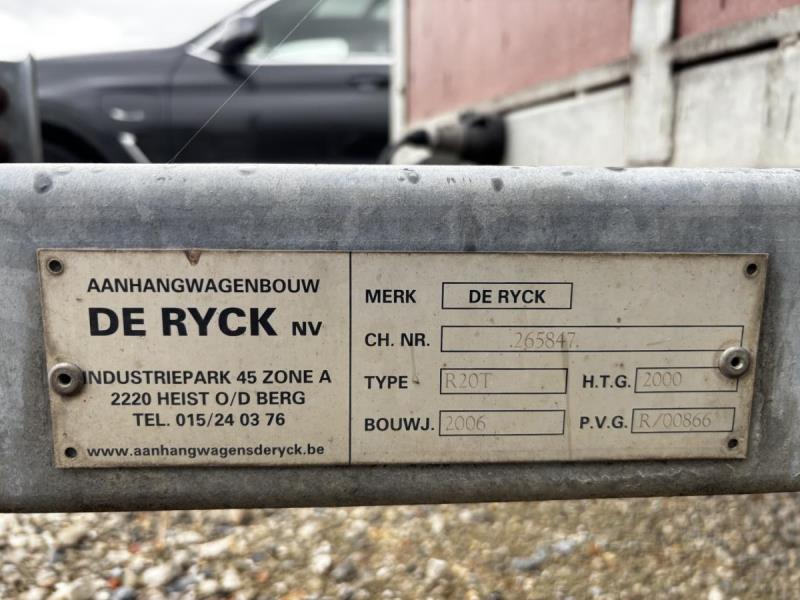 AANHANGWAGENBOUW
DE RYCK NV
INDUSTRIEPARK 45 ZONE A
2220 HEIST O/D BERG
TEL. 015/24 03 76
www.aanhangwagensderyck.be
MERK DE RYCK
CH. NR. .265847.
TYPE R20T H.T.G. 2000
BOUWJ. 2006 P.V.G. R/00866